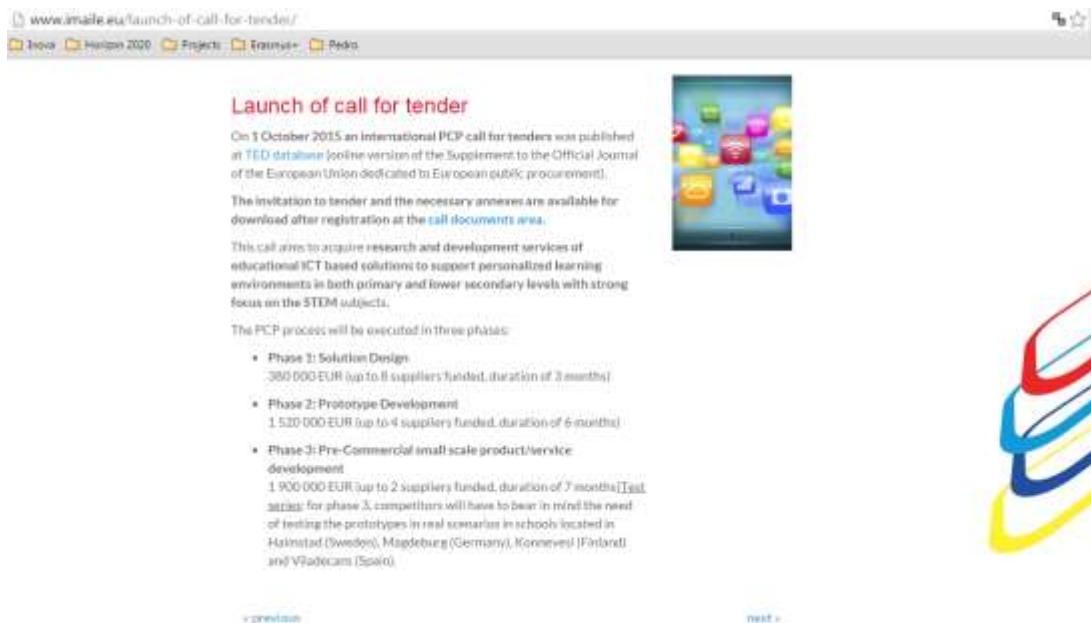 www.imaile.eu/launch-of-call-for-tender/
Inova Horizon 2020 Projects Erasmus+ Pedro
Launch of call for tender
On 1 October 2015 an international PCP call for tenders was published
at TED database (online version of the Supplement to the Official Journal
of the European Union dedicated to European public procurement).
The invitation to tender and the necessary annexes are available for
download after registration at the call documents area.
This call aims to acquire research and development services of
educational ICT based solutions to support personalized learning
environments in both primary and lower secondary levels with strong
focus on the STEM subjects.
The PCP process will be executed in three phases:
• Phase 1: Solution Design
380 000 EUR (up to 8 suppliers funded, duration of 3 months)
• Phase 2: Prototype Development
1 520 000 EUR (up to 4 suppliers funded, duration of 6 months)
• Phase 3: Pre-Commercial small scale product/service
development
1 900 000 EUR (up to 2 suppliers funded, duration of 7 months)Test
series: for phase 3, competitors will have to bear in mind the need
of testing the prototypes in real scenarios in schools located in
Halmstad (Sweden), Magdeburg (Germany), Konnevesi (Finland)
and Viladecans (Spain).
« previous
next »